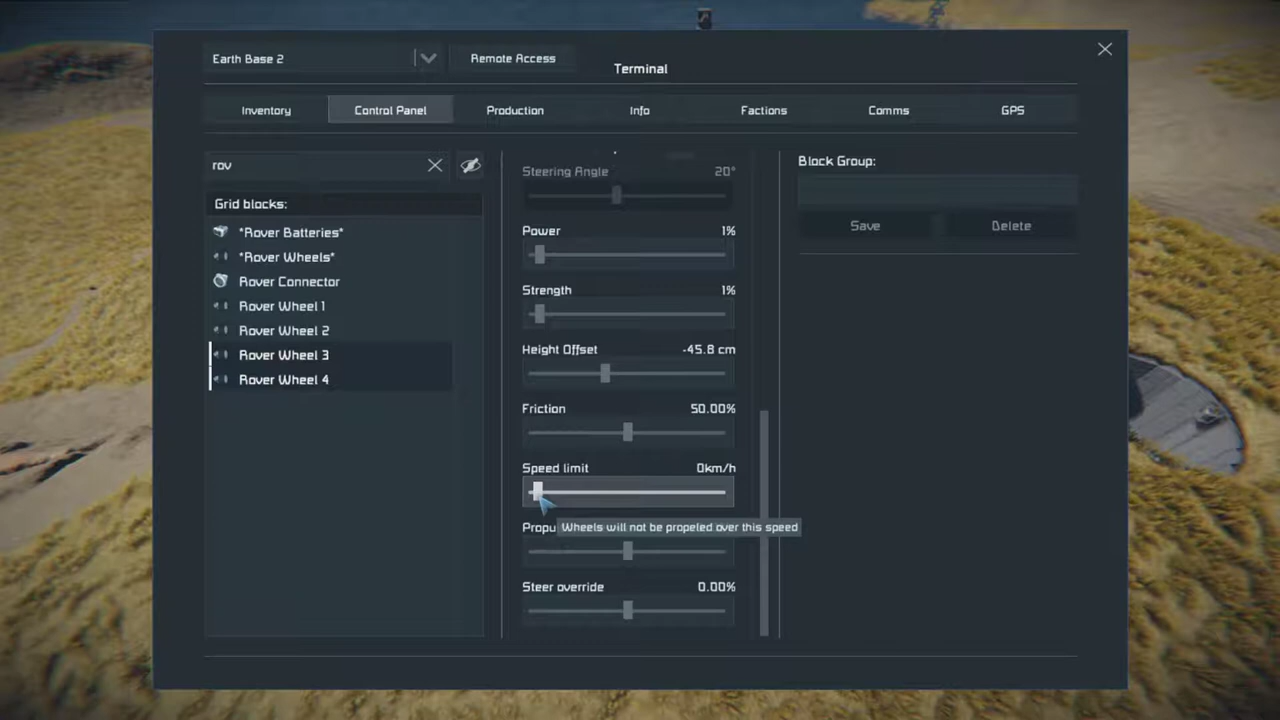 Earth Base 2
Remote Access
Terminal
Inventory
Control Panel
Production
Info
Factions
Comms
GPS
rov
Grid blocks:
*Rover Batteries*
*Rover Wheels*
Rover Connector
Rover Wheel 1
Rover Wheel 2
Rover Wheel 3
Rover Wheel 4
Steering Angle 20°
Power 1%
Strength 1%
Height Offset -45.8 cm
Friction 50.00%
Speed limit 0km/h
Propu
Wheels will not be propeled over this speed
Steer override 0.00%
Block Group:
Save
Delete